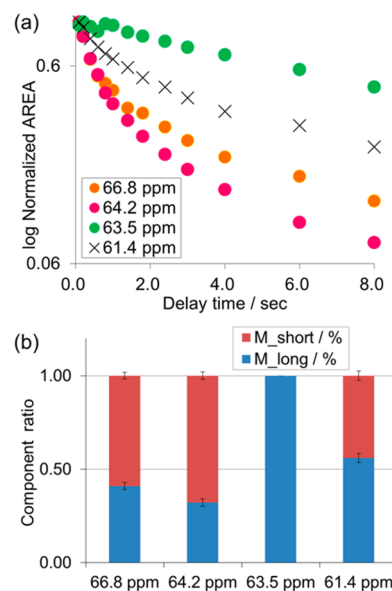 (a)
log Normalized AREA
0.6
0.06
66.8 ppm
64.2 ppm
63.5 ppm
61.4 ppm
0.0 2.0 4.0 6.0 8.0
Delay time / sec
(b)
M_short / %
M_long / %
Component ratio
1.00
0.50
0.00
66.8 ppm 64.2 ppm 63.5 ppm 61.4 ppm